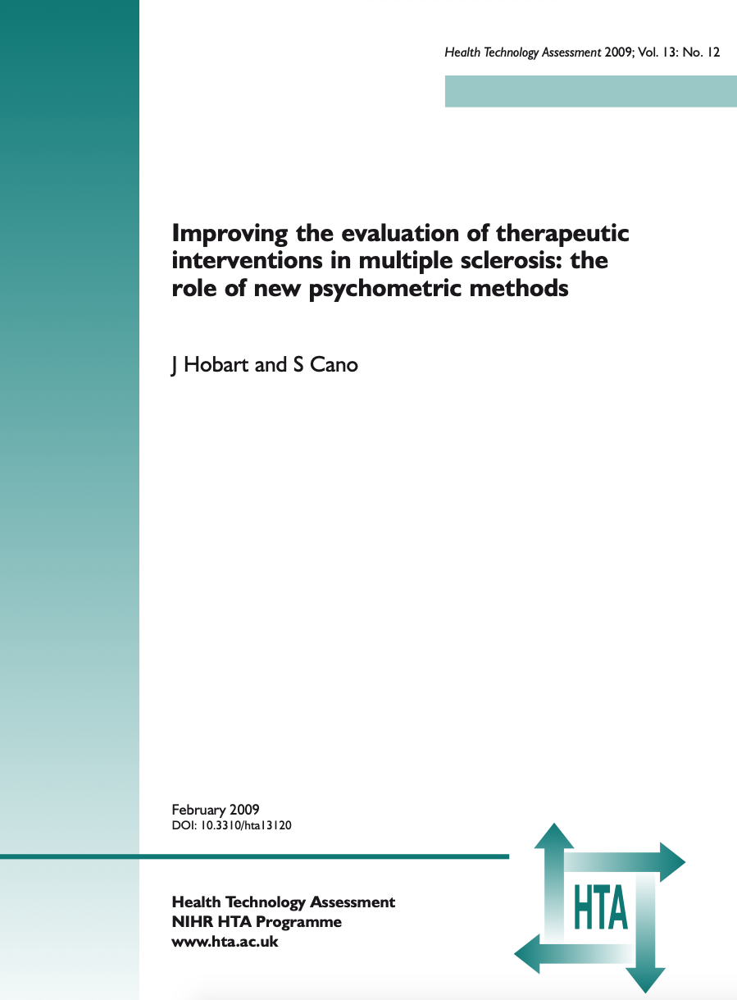 Health Technology Assessment 2009; Vol. 13: No. 12
Improving the evaluation of therapeutic
interventions in multiple sclerosis: the
role of new psychometric methods
J Hobart and S Cano
February 2009
DOI: 10.3310/hta13120
Health Technology Assessment
NIHR HTA Programme
www.hta.ac.uk
HTA